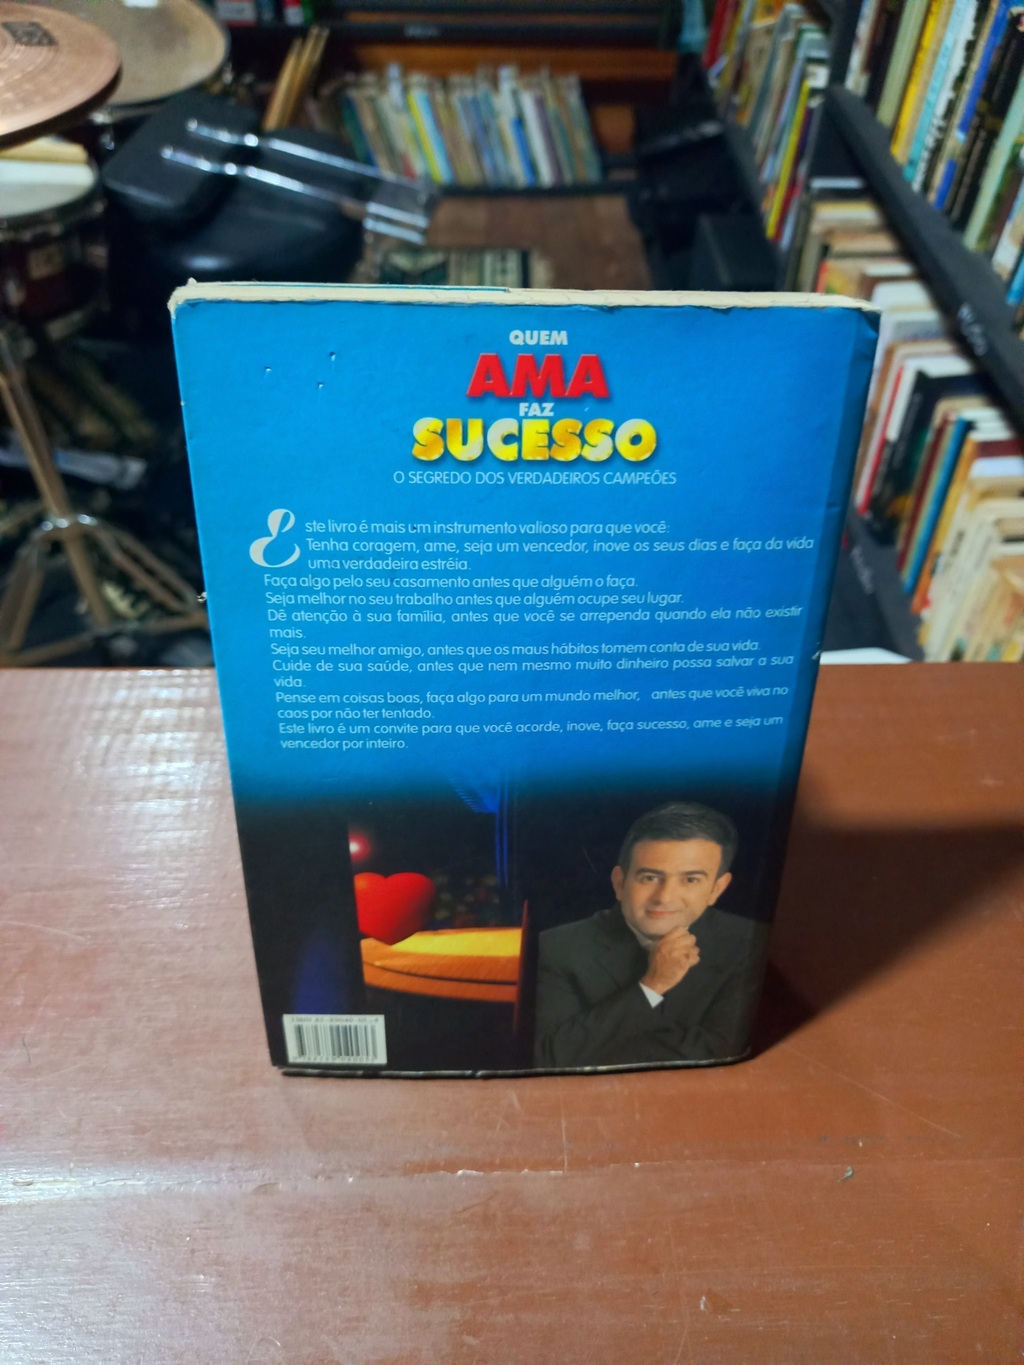 QUEM
AMA
FAZ
SUCESSO
O SEGREDO DOS VERDADEIROS CAMPEÕES
Este livro é mais um instrumento valioso para que você:
Tenha coragem, ame, seja um vencedor, inove os seus dias e faça da vida
uma verdadeira estréia.
Faça algo pelo seu casamento antes que alguém o faça.
Seja melhor no seu trabalho antes que alguém ocupe seu lugar.
Dê atenção à sua família, antes que você se arrependa quando ela não existir
mais.
Seja seu melhor amigo, antes que os maus hábitos tomem conta de sua vida.
Cuide de sua saúde, antes que nem mesmo muito dinheiro possa salvar a sua
vida.
Pense em coisas boas, faça algo para um mundo melhor, antes que você viva no
caos por não ter tentado.
Este livro é um convite para que você acorde, inove, faça sucesso, ame e seja um
vencedor por inteiro.